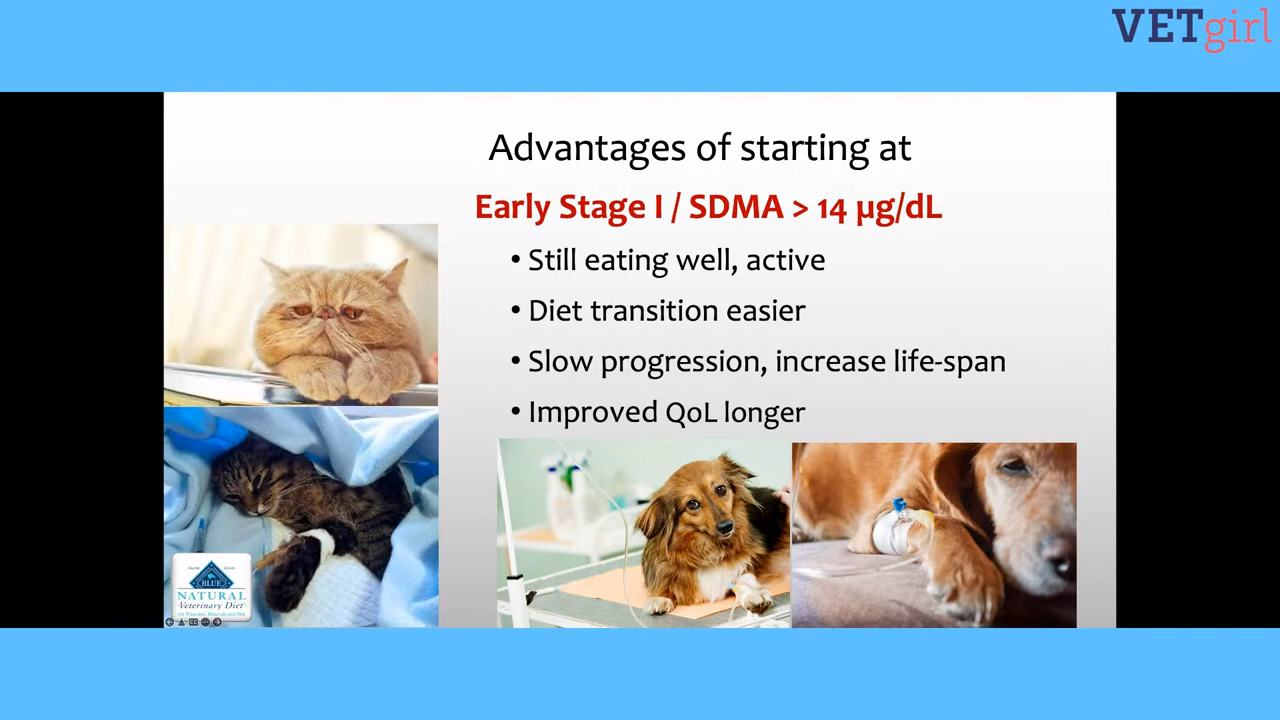 VETgirl
Advantages of starting at
Early Stage I / SDMA > 14 µg/dL
• Still eating well, active
• Diet transition easier
• Slow progression, increase life-span
• Improved QoL longer
BLUE
NATURAL
Veterinary Diet